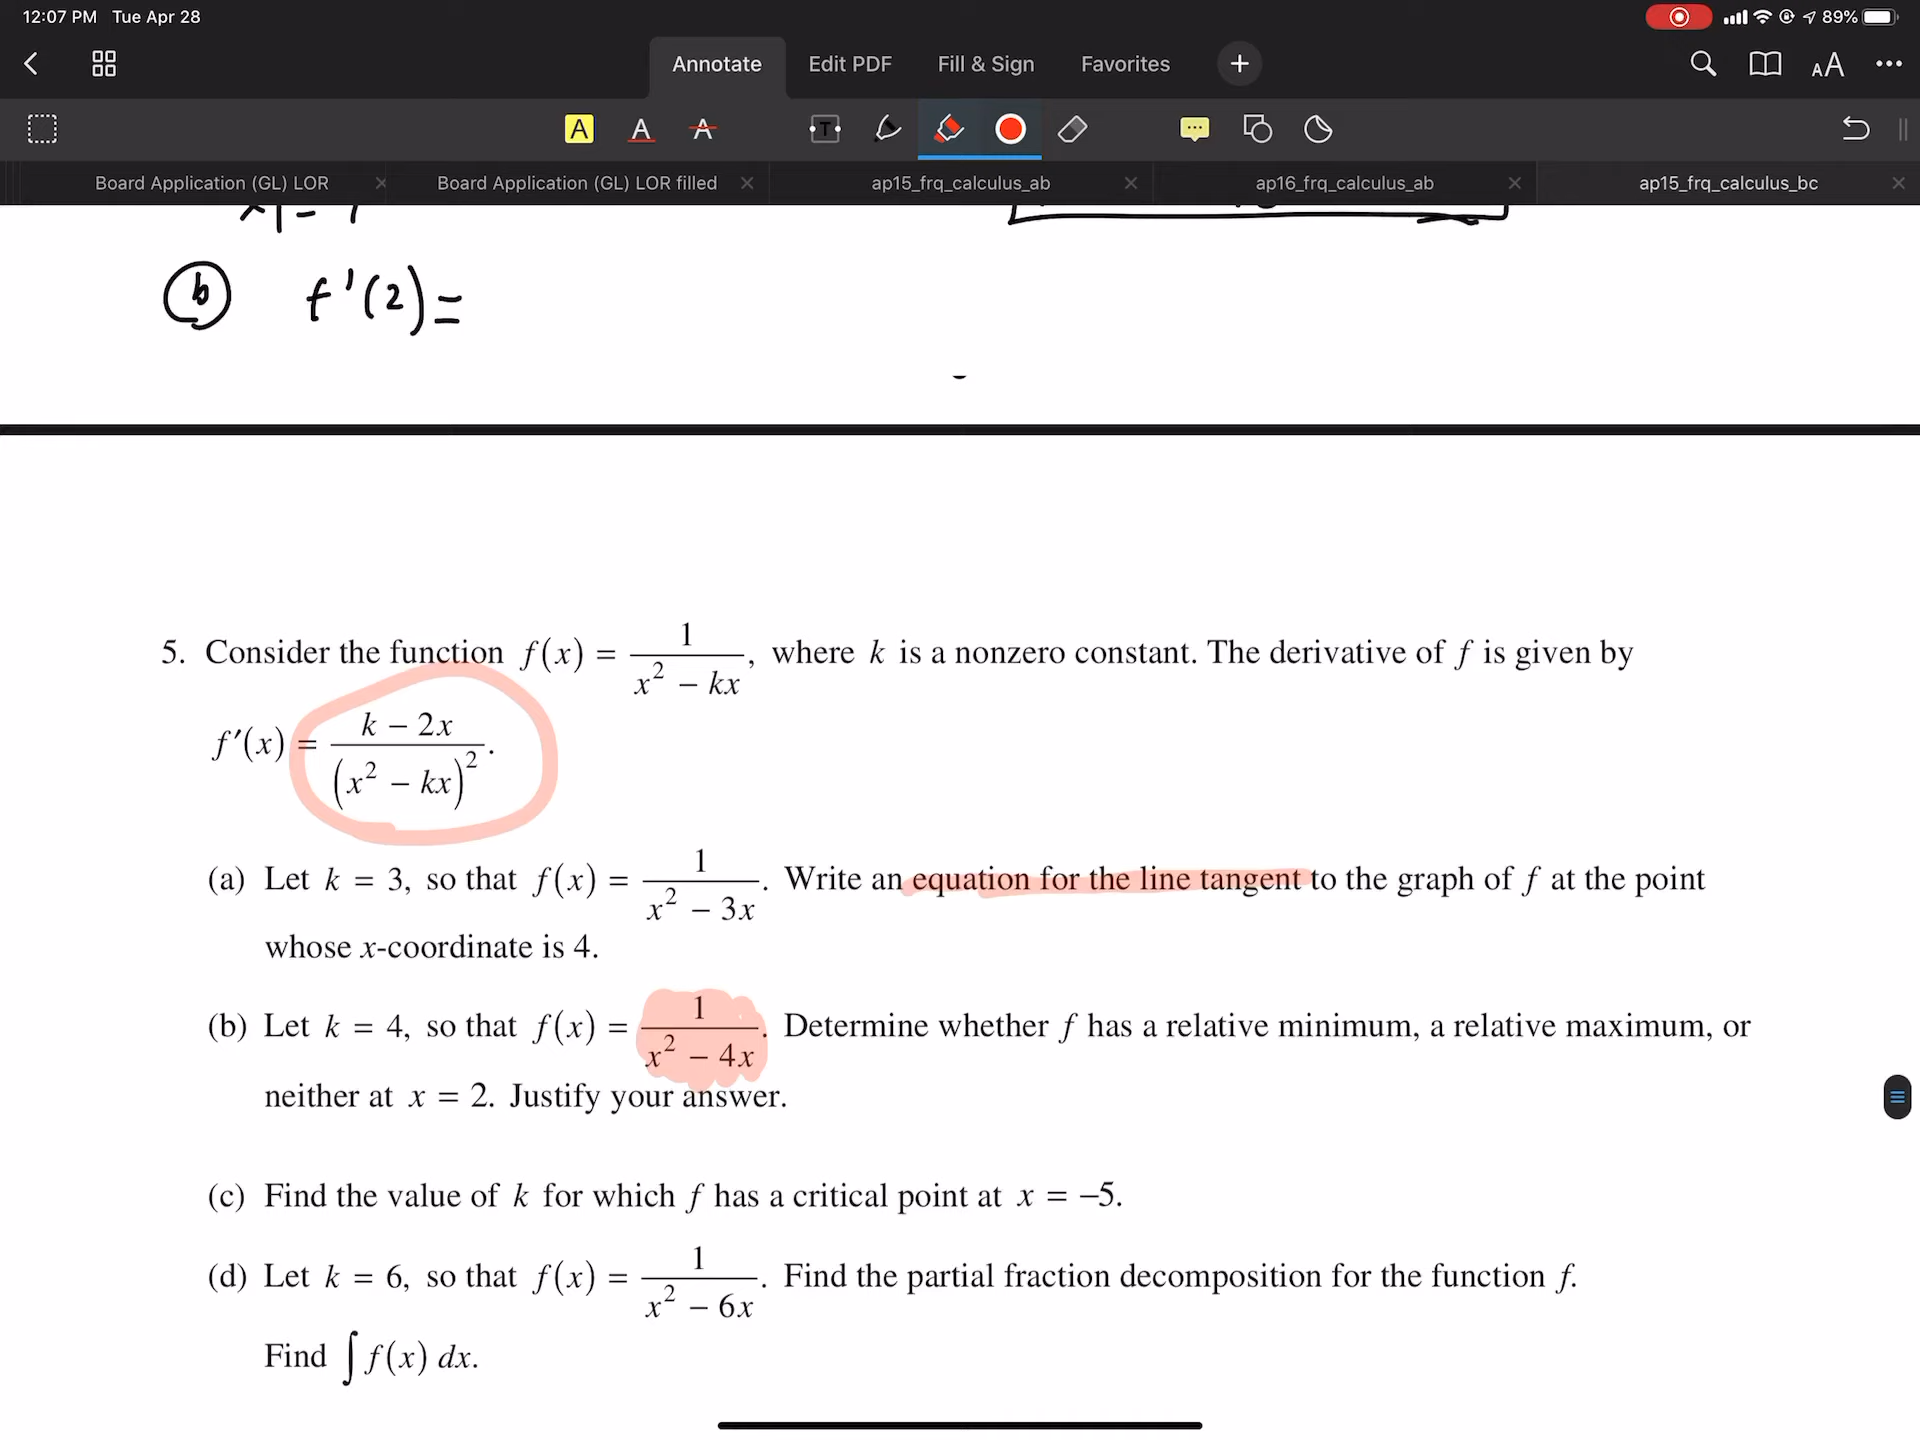 12:07 PM Tue Apr 28 89%
Annotate Edit PDF Fill & Sign Favorites +
AA
A A A T
Board Application (GL) LOR × Board Application (GL) LOR filled × ap15_frq_calculus_ab × ap16_frq_calculus_ab × ap15_frq_calculus_bc ×
(b) f'(2)=
5. Consider the function f(x) = 1/(x² − kx), where k is a nonzero constant. The derivative of f is given by
f′(x) = (k − 2x)/(x² − kx)².
(a) Let k = 3, so that f(x) = 1/(x² − 3x). Write an equation for the line tangent to the graph of f at the point
whose x-coordinate is 4.
(b) Let k = 4, so that f(x) = 1/(x² − 4x). Determine whether f has a relative minimum, a relative maximum, or
neither at x = 2. Justify your answer.
(c) Find the value of k for which f has a critical point at x = −5.
(d) Let k = 6, so that f(x) = 1/(x² − 6x). Find the partial fraction decomposition for the function f.
Find ∫ f(x) dx.